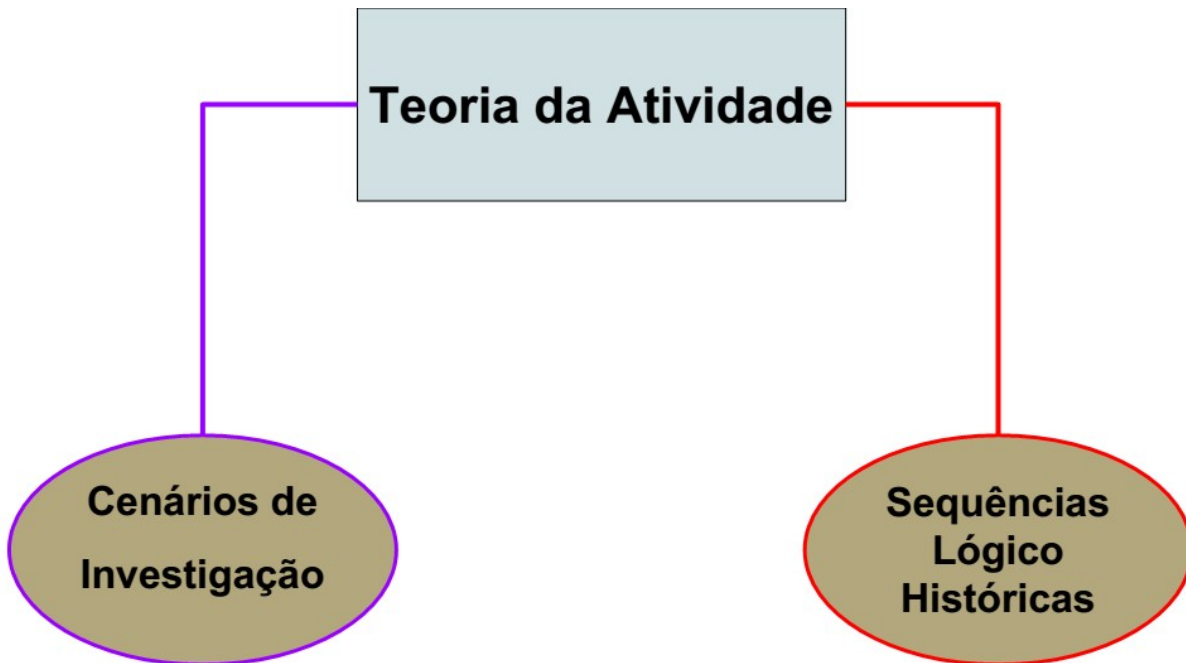 Teoria da Atividade
Cenários de
Investigação
Sequências
Lógico
Históricas